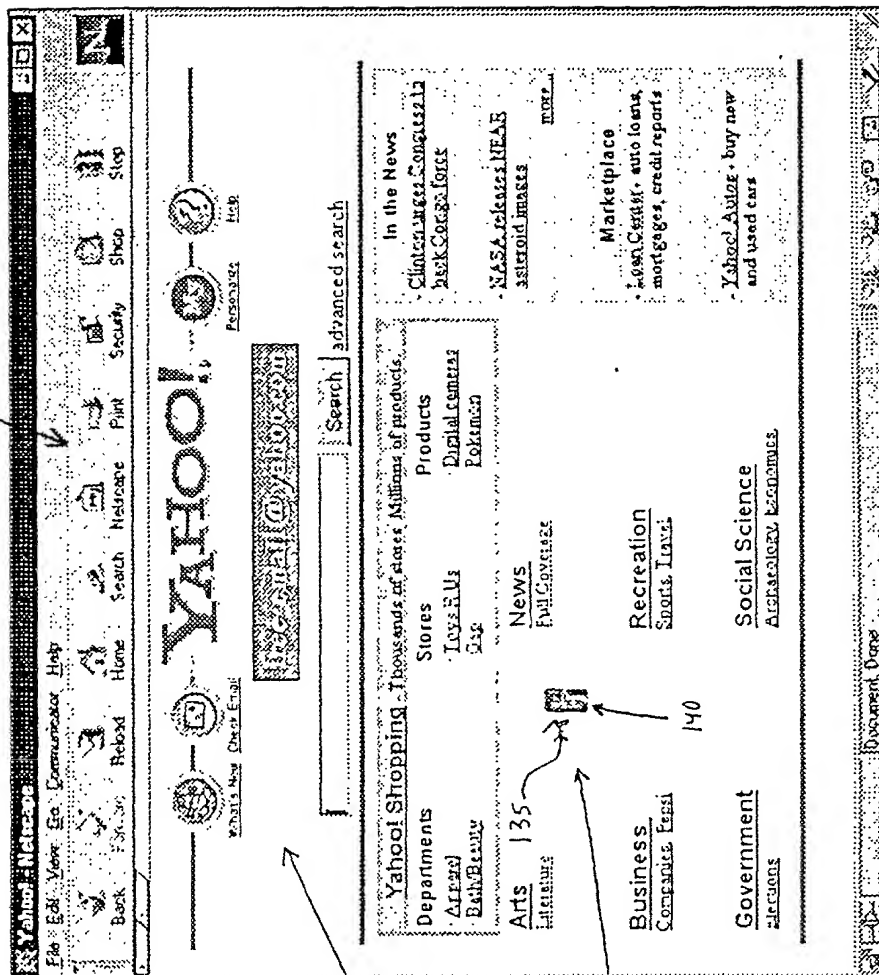 Yahoo! - Netscape
File Edit View Go Communicator Help
Back Forward Reload Home Search Netscape Print Security Shop Stop
N
YAHOO!
What's New Check Email Personalize Help
free email@yahoo.com
Search advanced search
Yahoo! Shopping - Thousands of stores. Millions of products.
Departments Stores Products
· Apparel · Toys R Us · Digital cameras
· Bath/Beauty · Gap · Pokemon
In the News
· Clinton urges Congress to
back Congo force
· NASA releases NEAR
asteroid images
more...
Marketplace
· Loan Center - auto loans,
mortgages, credit reports
· Yahoo! Autos - buy new
and used cars
Arts News
Literature Full Coverage
135
140
Business Recreation
Companies, Pepsi Sports, Travel
Government Social Science
Elections Archaeology, Economics
Document: Done